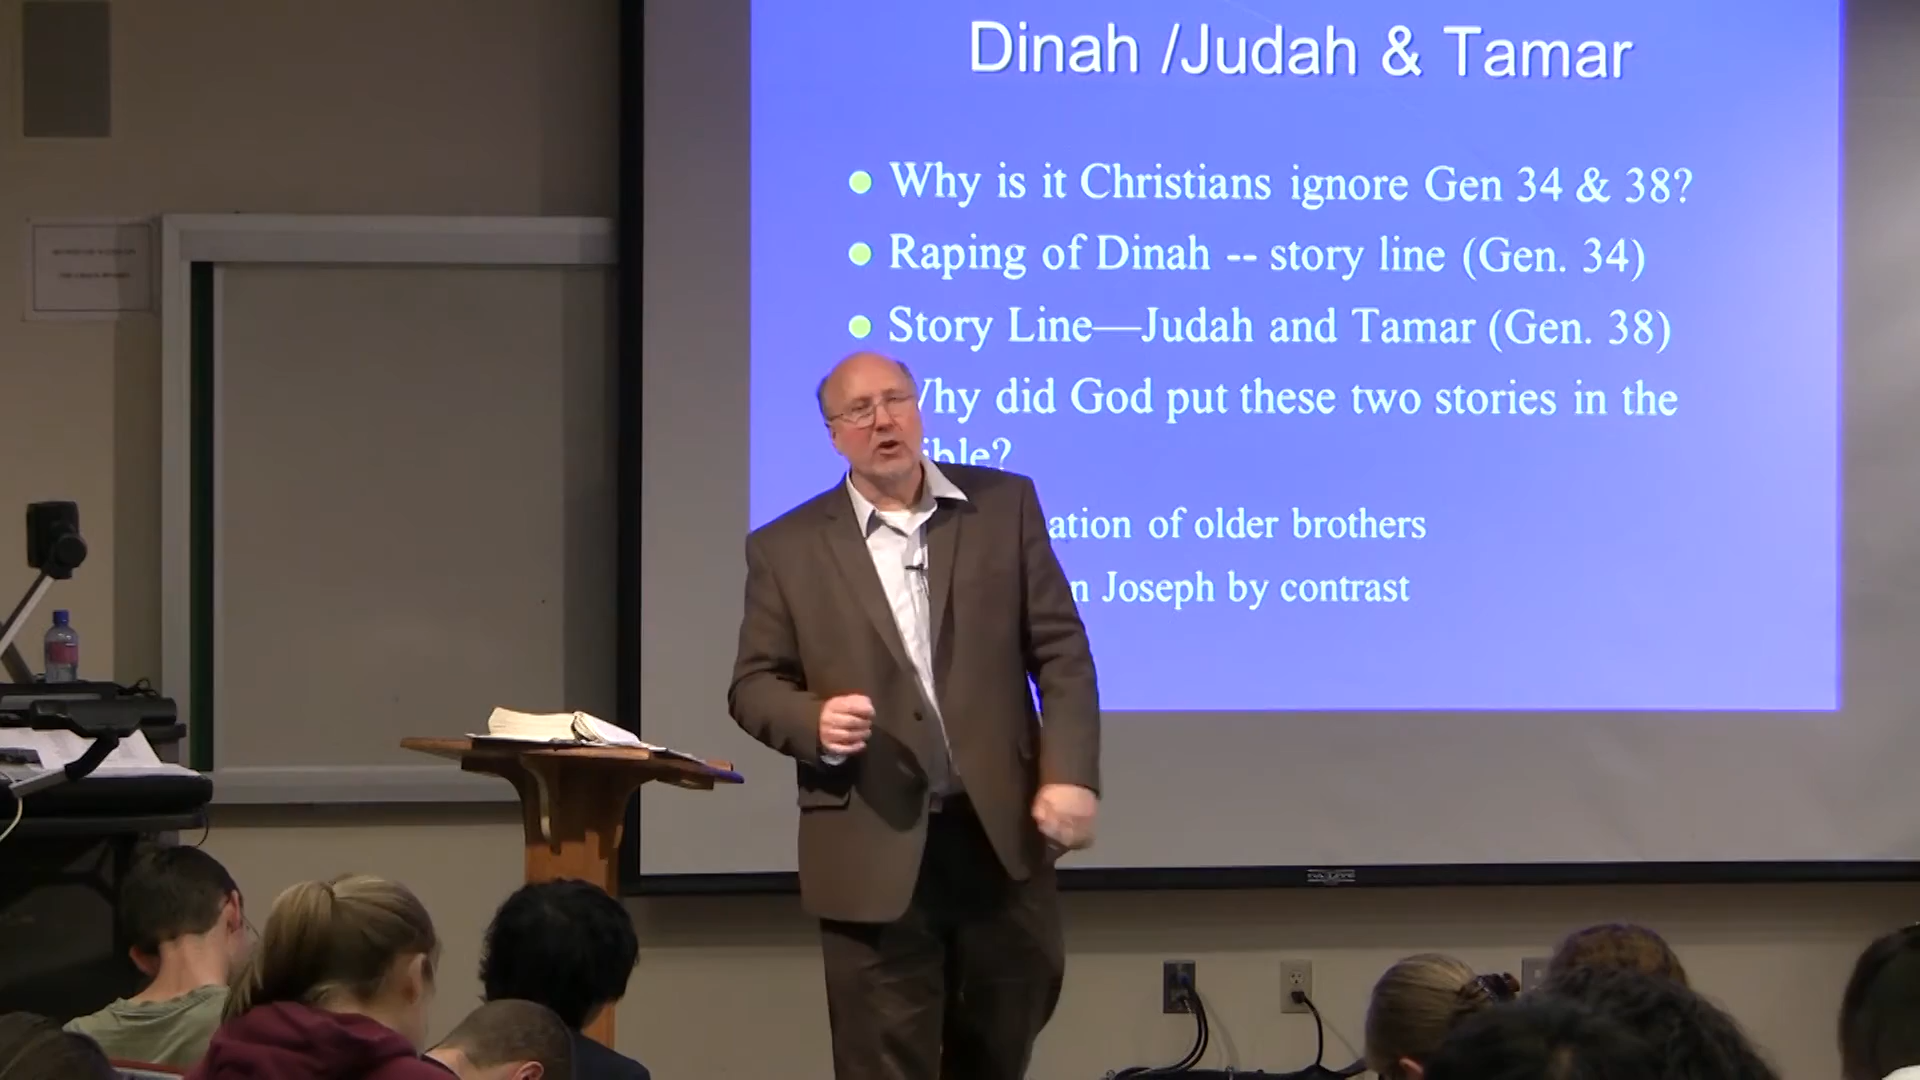 Dinah /Judah & Tamar
Why is it Christians ignore Gen 34 & 38?
Raping of Dinah -- story line (Gen. 34)
Story Line—Judah and Tamar (Gen. 38)
Why did God put these two stories in the
ible?
ation of older brothers
n Joseph by contrast